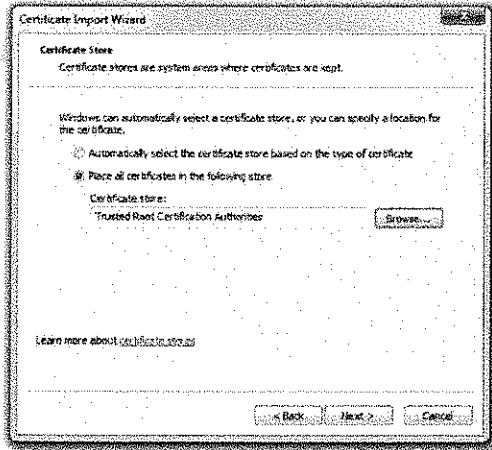 Certificate Import Wizard
Certificate Store
Certificate stores are system areas where certificates are kept.
Windows can automatically select a certificate store, or you can specify a location for
the certificate.
Automatically select the certificate store based on the type of certificate
Place all certificates in the following store
Certificate store:
Trusted Root Certification Authorities
Browse...
Learn more about certificate stores
< Back
Next >
Cancel